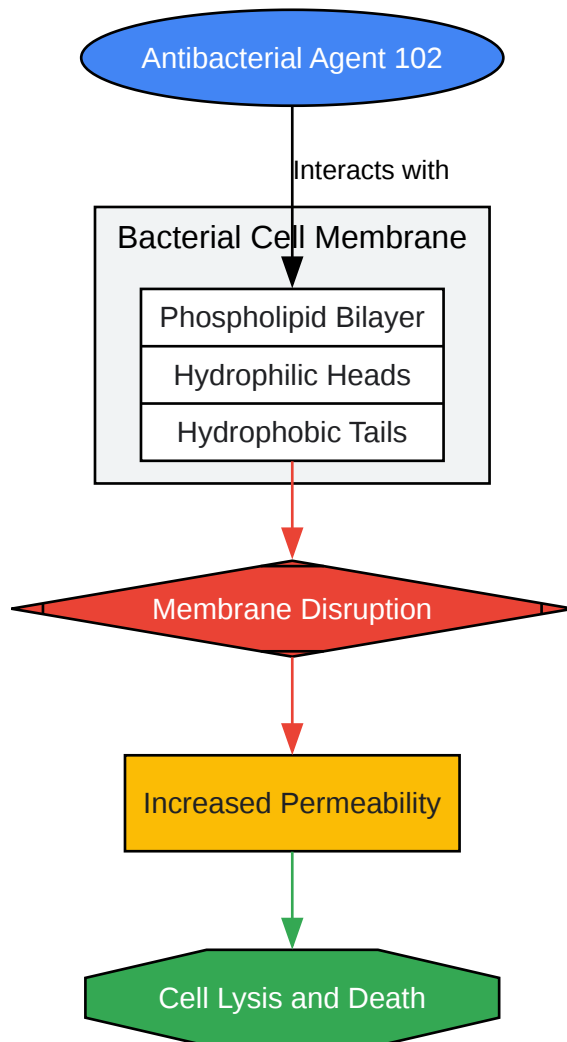 Antibacterial Agent 102
Interacts with
Bacterial Cell Membrane
Phospholipid Bilayer
Hydrophilic Heads
Hydrophobic Tails
Membrane Disruption
Increased Permeability
Cell Lysis and Death